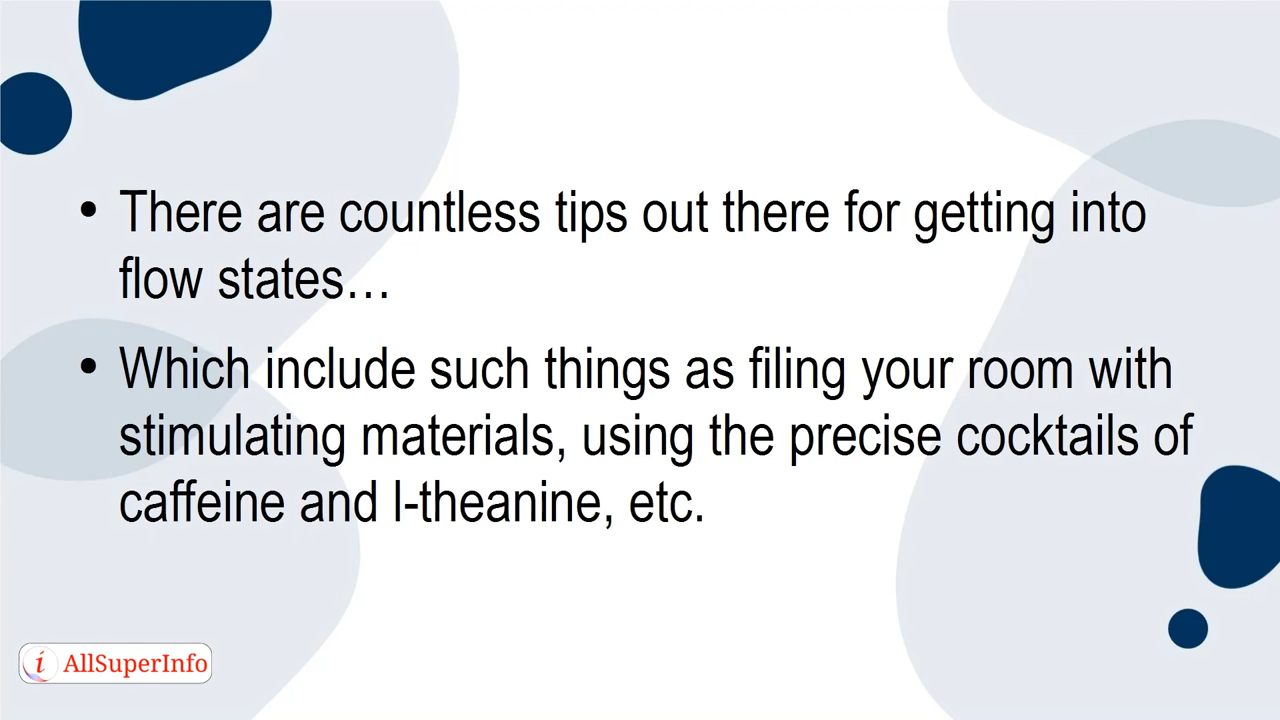 • There are countless tips out there for getting into
flow states…
• Which include such things as filing your room with
stimulating materials, using the precise cocktails of
caffeine and l-theanine, etc.
i AllSuperInfo